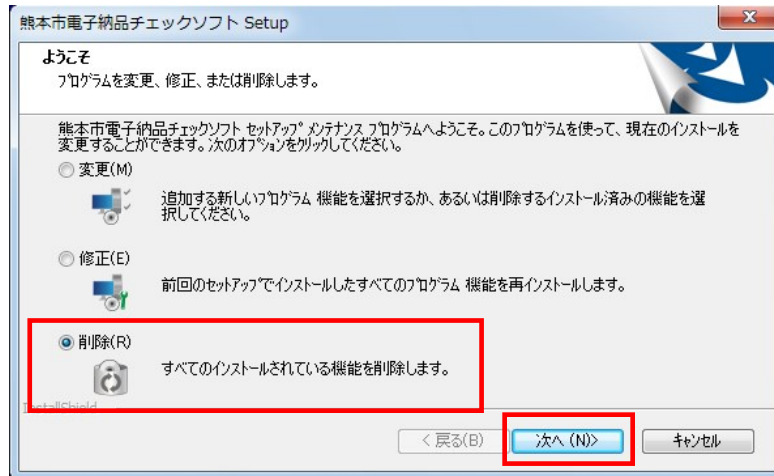 熊本市電子納品チェックソフト Setup
ようこそ
プログラムを変更、修正、または削除します。
熊本市電子納品チェックソフト セットアップ メンテナンス プログラムへようこそ。このプログラムを使って、現在のインストールを
変更することができます。次のオプションをクリックしてください。
変更(M)
追加する新しいプログラム 機能を選択するか、あるいは削除するインストール済みの機能を選
択してください。
修正(E)
前回のセットアップでインストールしたすべてのプログラム 機能を再インストールします。
削除(R)
すべてのインストールされている機能を削除します。
InstallShield
< 戻る(B)
次へ (N)>
キャンセル